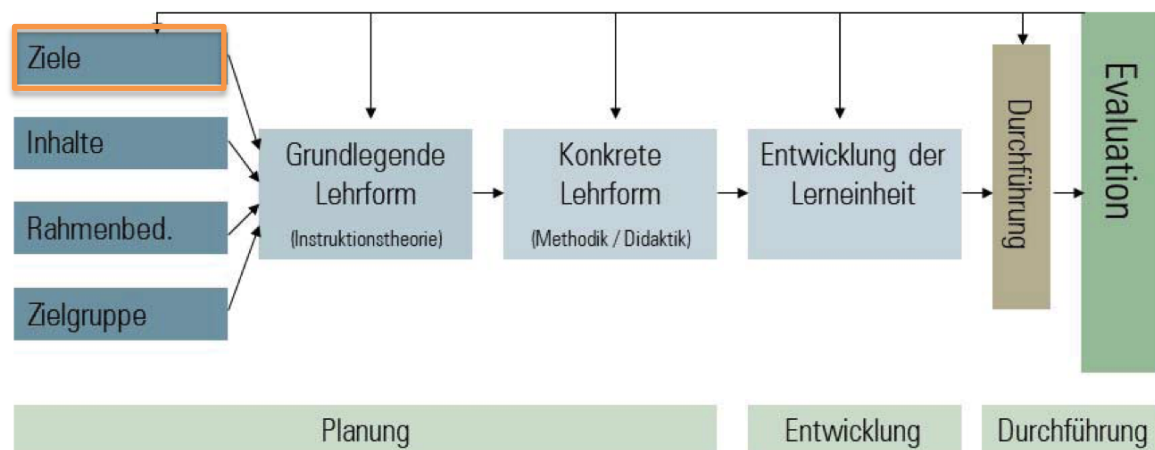 Ziele
Inhalte
Rahmenbed.
Zielgruppe
Grundlegende
Lehrform
(Instruktionstheorie)
Konkrete
Lehrform
(Methodik / Didaktik)
Entwicklung der
Lerneinheit
Durchführung
Evaluation
Planung
Entwicklung
Durchführung